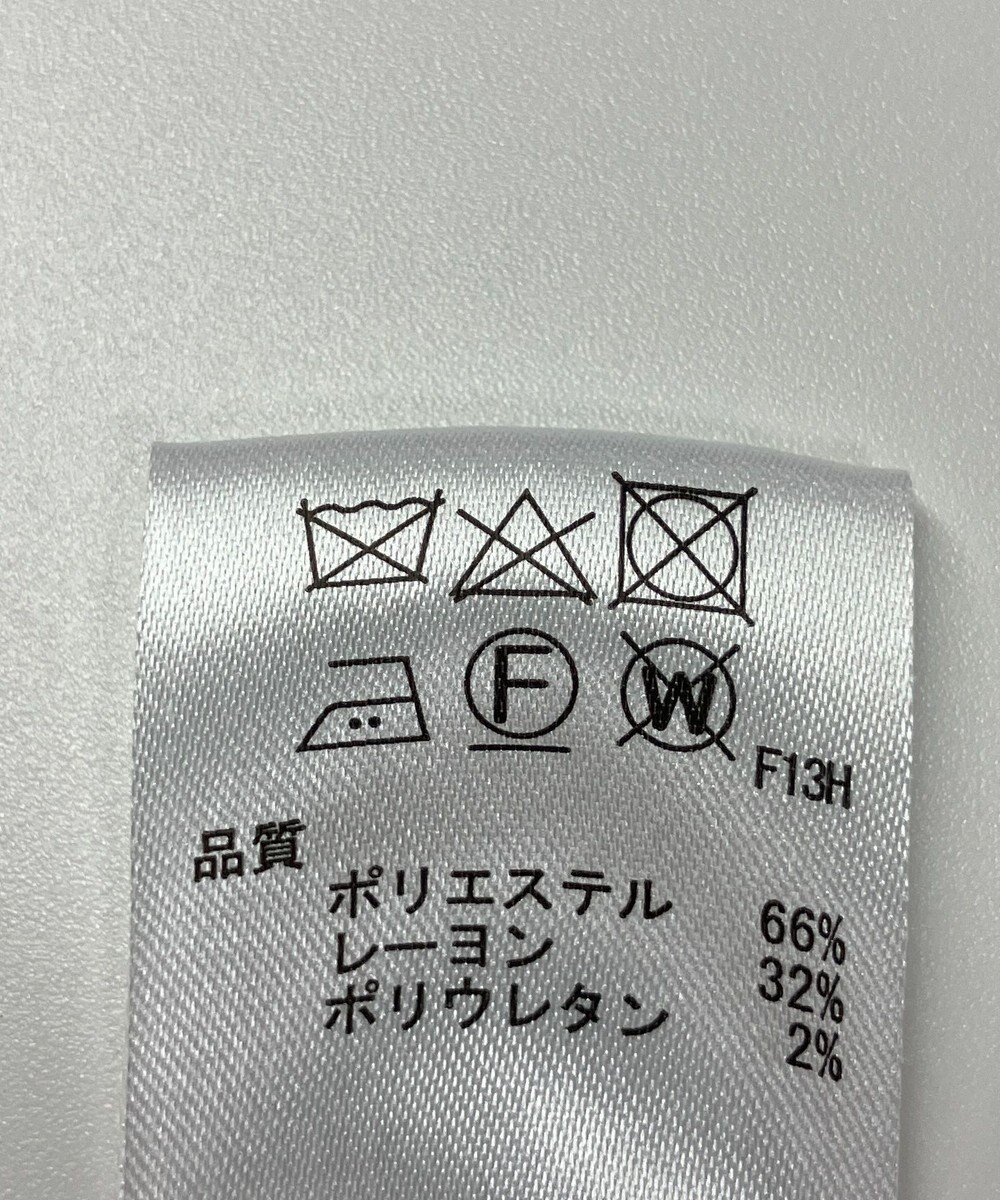 F W
F13H
品質
ポリエステル 66%
レーヨン 32%
ポリウレタン 2%